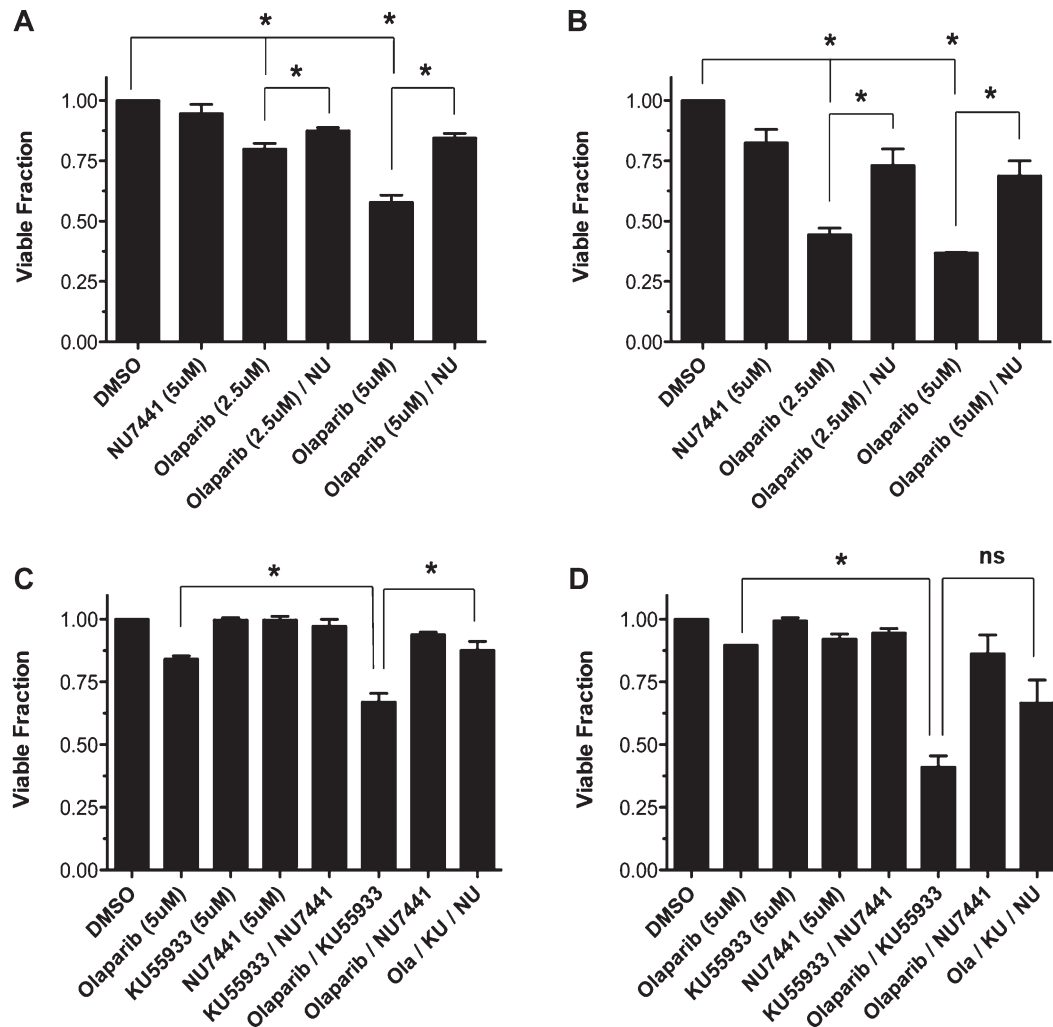 A
* *
* *
1.00
0.75
0.50
0.25
0.00
Viable Fraction
DMSO
NU7441 (5uM)
Olaparib (2.5uM)
Olaparib (2.5uM) / NU
Olaparib (5uM)
Olaparib (5uM) / NU
B
* *
* *
1.00
0.75
0.50
0.25
0.00
Viable Fraction
DMSO
NU7441 (5uM)
Olaparib (2.5uM)
Olaparib (2.5uM) / NU
Olaparib (5uM)
Olaparib (5uM) / NU
C
* *
1.00
0.75
0.50
0.25
0.00
Viable Fraction
DMSO
Olaparib (5uM)
KU55933 (5uM)
NU7441 (5uM)
KU55933 / NU7441
Olaparib / KU55933
Olaparib / NU7441
Ola / KU / NU
D
* ns
1.00
0.75
0.50
0.25
0.00
Viable Fraction
DMSO
Olaparib (5uM)
KU55933 (5uM)
NU7441 (5uM)
KU55933 / NU7441
Olaparib / KU55933
Olaparib / NU7441
Ola / KU / NU